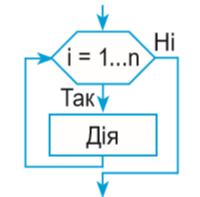 Ні
i = 1...n
Так
Дія